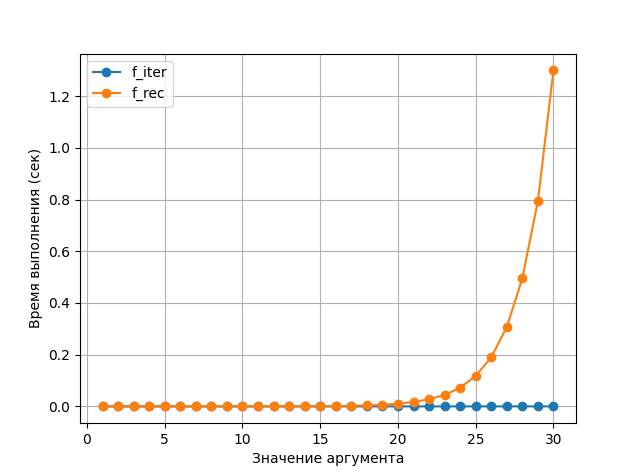 f_iter
f_rec
1.2
1.0
0.8
0.6
0.4
0.2
0.0
Время выполнения (сек)
0 5 10 15 20 25 30
Значение аргумента